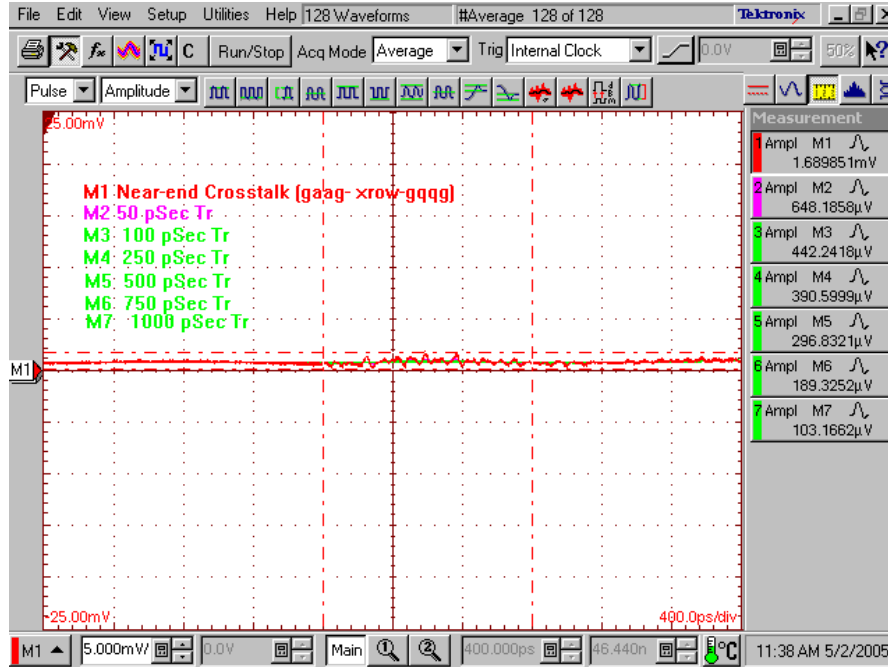 File Edit View Setup Utilities Help 128 Waveforms #Average 128 of 128 Tektronix
C Run/Stop Acq Mode Average Trig Internal Clock 0.0V 50%
Pulse Amplitude
25.00mV
M1 Near-end Crosstalk (gaag- xrow-gqqg)
M2 50 pSec Tr
M3 100 pSec Tr
M4 250 pSec Tr
M5 500 pSec Tr
M6 750 pSec Tr
M7 1000 pSec Tr
M1
-25.00mV
400.0ps/div
Measurement
1 Ampl M1
1.689851mV
2 Ampl M2
648.1858µV
3 Ampl M3
442.2418µV
4 Ampl M4
390.5999µV
5 Ampl M5
296.8321µV
6 Ampl M6
189.3252µV
7 Ampl M7
103.1662µV
M1 5.000mV/ 0.0V Main 1 2 400.000ps 46.440n °C 11:38 AM 5/2/2005